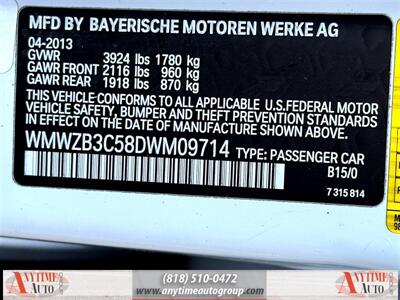 MFD BY BAYERISCHE MOTOREN WERKE AG
04-2013
GVWR 3924 lbs 1780 kg
GAWR FRONT 2116 lbs 960 kg
GAWR REAR 1918 lbs 870 kg
THIS VEHICLE CONFORMS TO ALL APPLICABLE U.S.FEDERAL MOTOR
VEHICLE SAFETY, BUMPER, AND THEFT PREVENTION STANDARDS
IN EFFECT ON THE DATE OF MANUFACTURE SHOWN ABOVE.
WMWZB3C58DWM09714 TYPE: PASSENGER CAR
B15/0
7 315 814
ANYTIME AUTO
(818) 510-0472
www.anytimeautogroup.com
ANYTIME AUTO